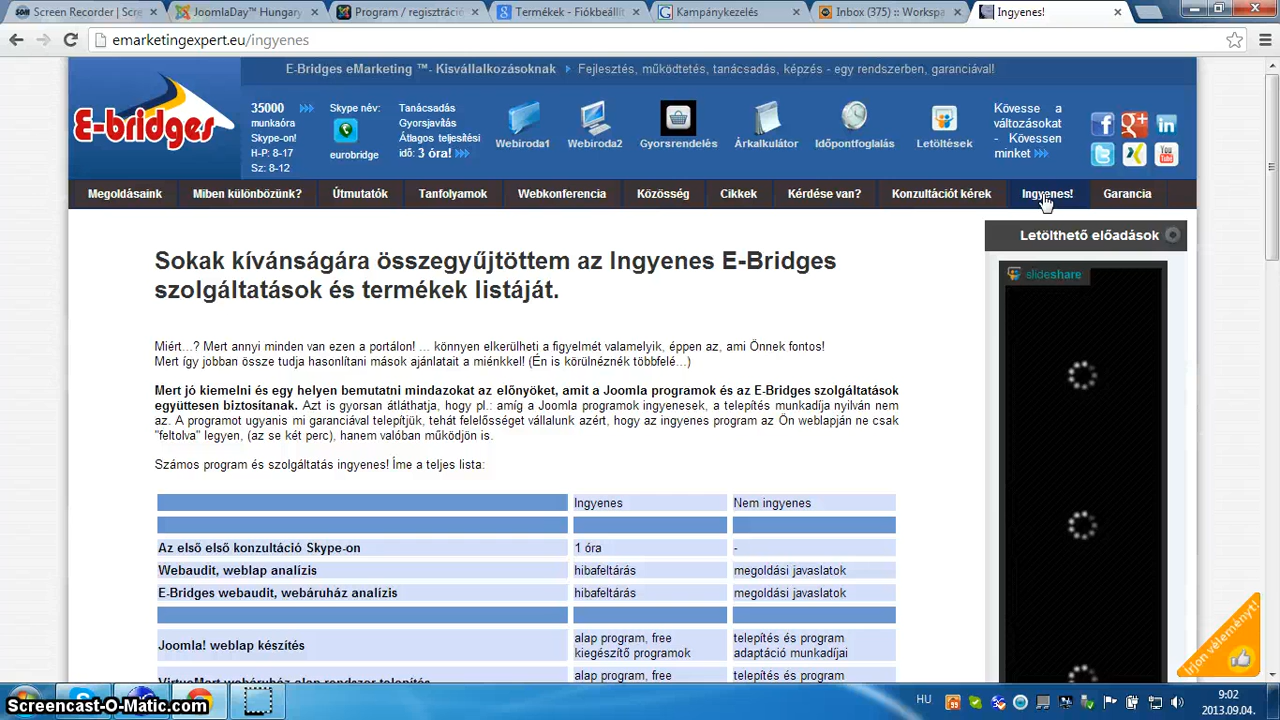 Screen Recorder | Scree
JoomlaDay™ Hungary
Program / regisztráció
Termékek - Fiókbeáll
Kampánykezelés
Inbox (375) :: Workspa
Ingyenes!
emarketingexpert.eu/ingyenes
E-Bridges eMarketing ™- Kisvállalkozásoknak
Fejlesztés, működtetés, tanácsadás, képzés - egy rendszerben, garanciával!
E-bridges
35000
munkaóra
Skype-on!
H-P: 8-17
Sz: 8-12
Skype név:
eurobridge
Tanácsadás
Gyorsjavítás
Átlagos teljesítési
idő: 3 óra!
Webiroda1
Webiroda2
Gyorsrendelés
Árkalkulátor
Időpontfoglalás
Letöltések
Kövesse a
változásokat
- Kövessen
minket
You
Tube
Megoldásaink
Miben különbözünk?
Útmutatók
Tanfolyamok
Webkonferencia
Közösség
Cikkek
Kérdése van?
Konzultációt kérek
Ingyenes!
Garancia
Sokak kívánságára összegyűjtöttem az Ingyenes E-Bridges
szolgáltatások és termékek listáját.
Letölthető előadások
slideshare
Miért...? Mert annyi minden van ezen a portálon! ... könnyen elkerülheti a figyelmét valamelyik, éppen az, ami Önnek fontos!
Mert így jobban össze tudja hasonlítani mások ajánlatait a miénkkel! (Én is körülnéznék többfelé...)
Mert jó kiemelni és egy helyen bemutatni mindazokat az előnyöket, amit a Joomla programok és az E-Bridges szolgáltatások
együttesen biztosítanak. Azt is gyorsan átláthatja, hogy pl.: amíg a Joomla programok ingyenesek, a telepítés munkadíja nyilván nem
az. A programot ugyanis mi garanciával telepítjük, tehát felelősséget vállalunk azért, hogy az ingyenes program az Ön weblapján ne csak
"feltolva" legyen, (az se két perc), hanem valóban működjön is.
Számos program és szolgáltatás ingyenes! Íme a teljes lista:
Ingyenes
Nem ingyenes
Az első első konzultáció Skype-on
1 óra
-
Webaudit, weblap analízis
hibafeltárás
megoldási javaslatok
E-Bridges webaudit, webáruház analízis
hibafeltárás
megoldási javaslatok
Joomla! weblap készítés
alap program, free
kiegészítő programok
telepítés és program
adaptáció munkadíjai
VirtueMart webáruház alap rendszer telepítés
alap program, free
telepítés és program
Írjon véleményt!
HU
9:02
2013.09.04.
Screencast-O-Matic.com